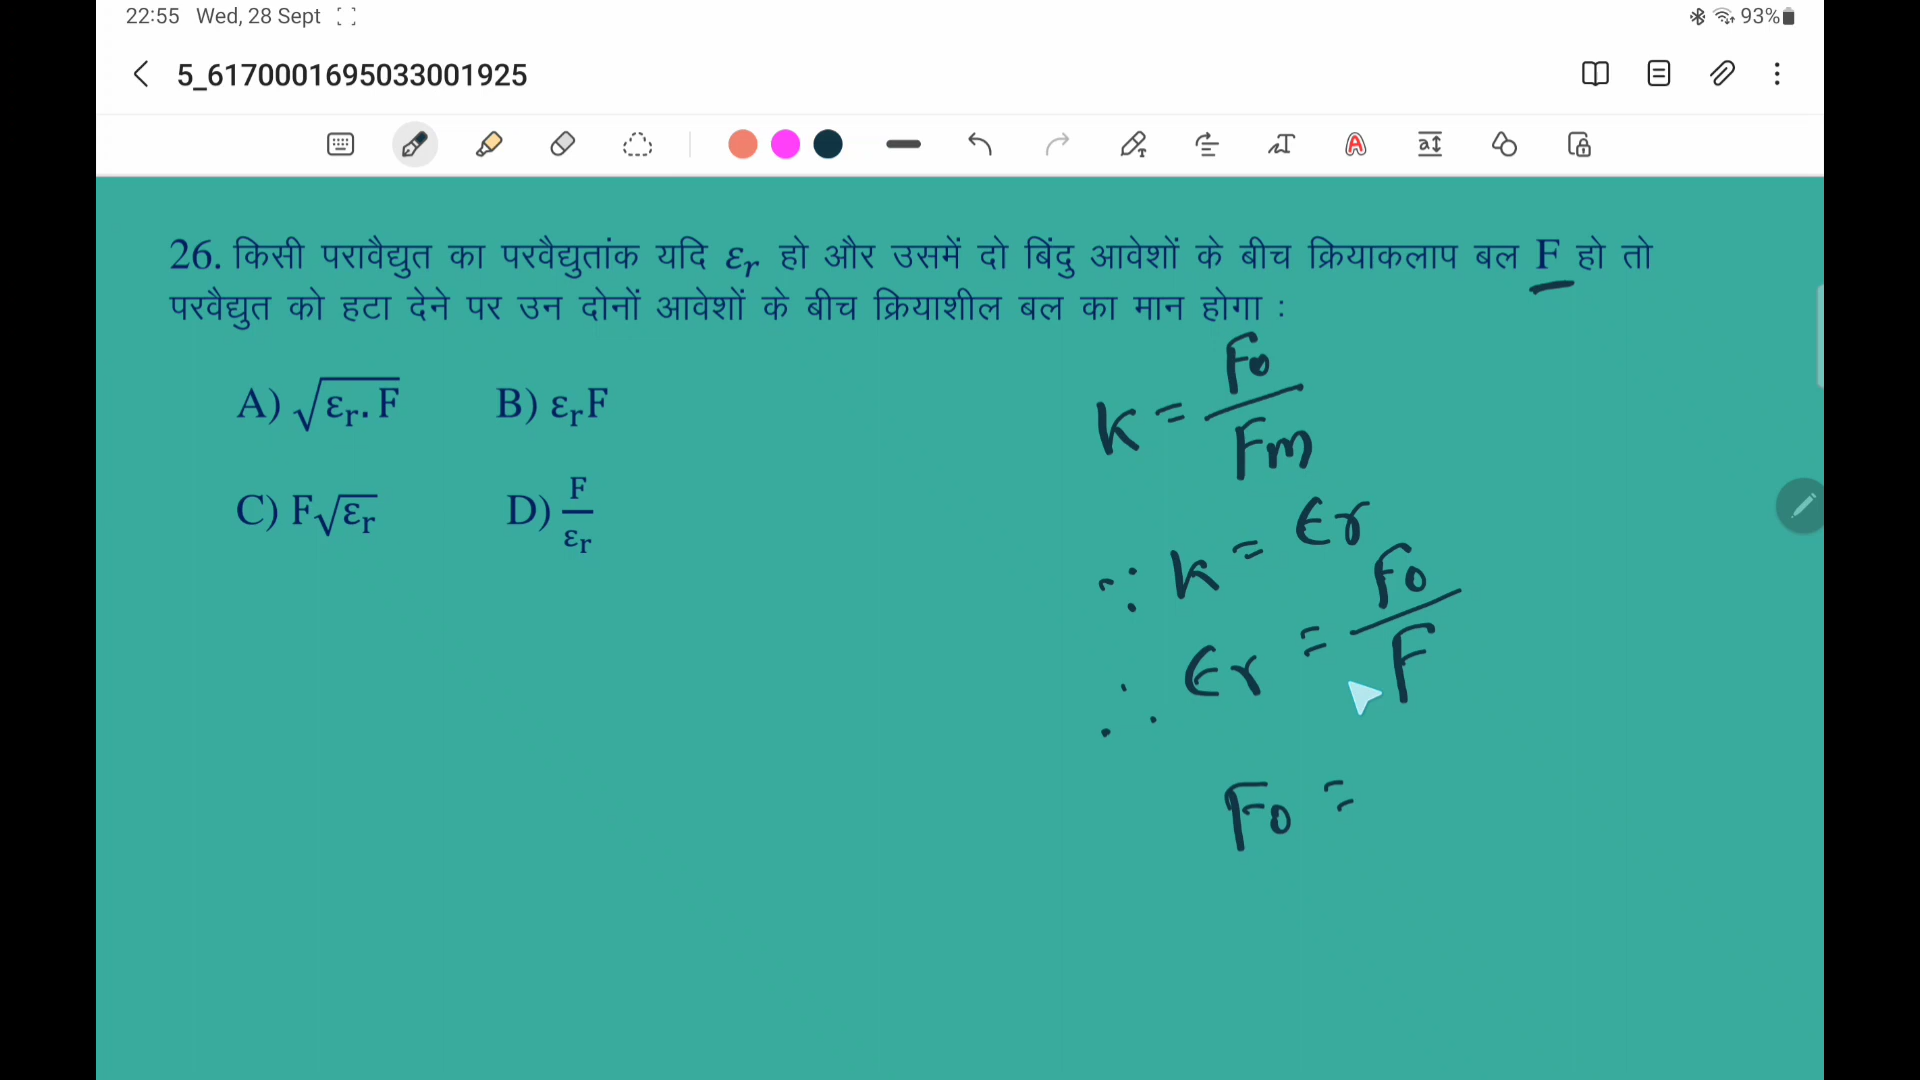 22:55 Wed, 28 Sept
93%
5_6170001695033001925
26. किसी परावैद्युत का परवैद्युतांक यदि εr हो और उसमें दो बिंदु आवेशों के बीच क्रियाकलाप बल F हो तो
परवैद्युत को हटा देने पर उन दोनों आवेशों के बीच क्रियाशील बल का मान होगा :
A) √(εr. F) B) εrF
C) F√εr D) F/εr
K = Fo/Fm
∵ K = εr
∴ εr = Fo/F
Fo =